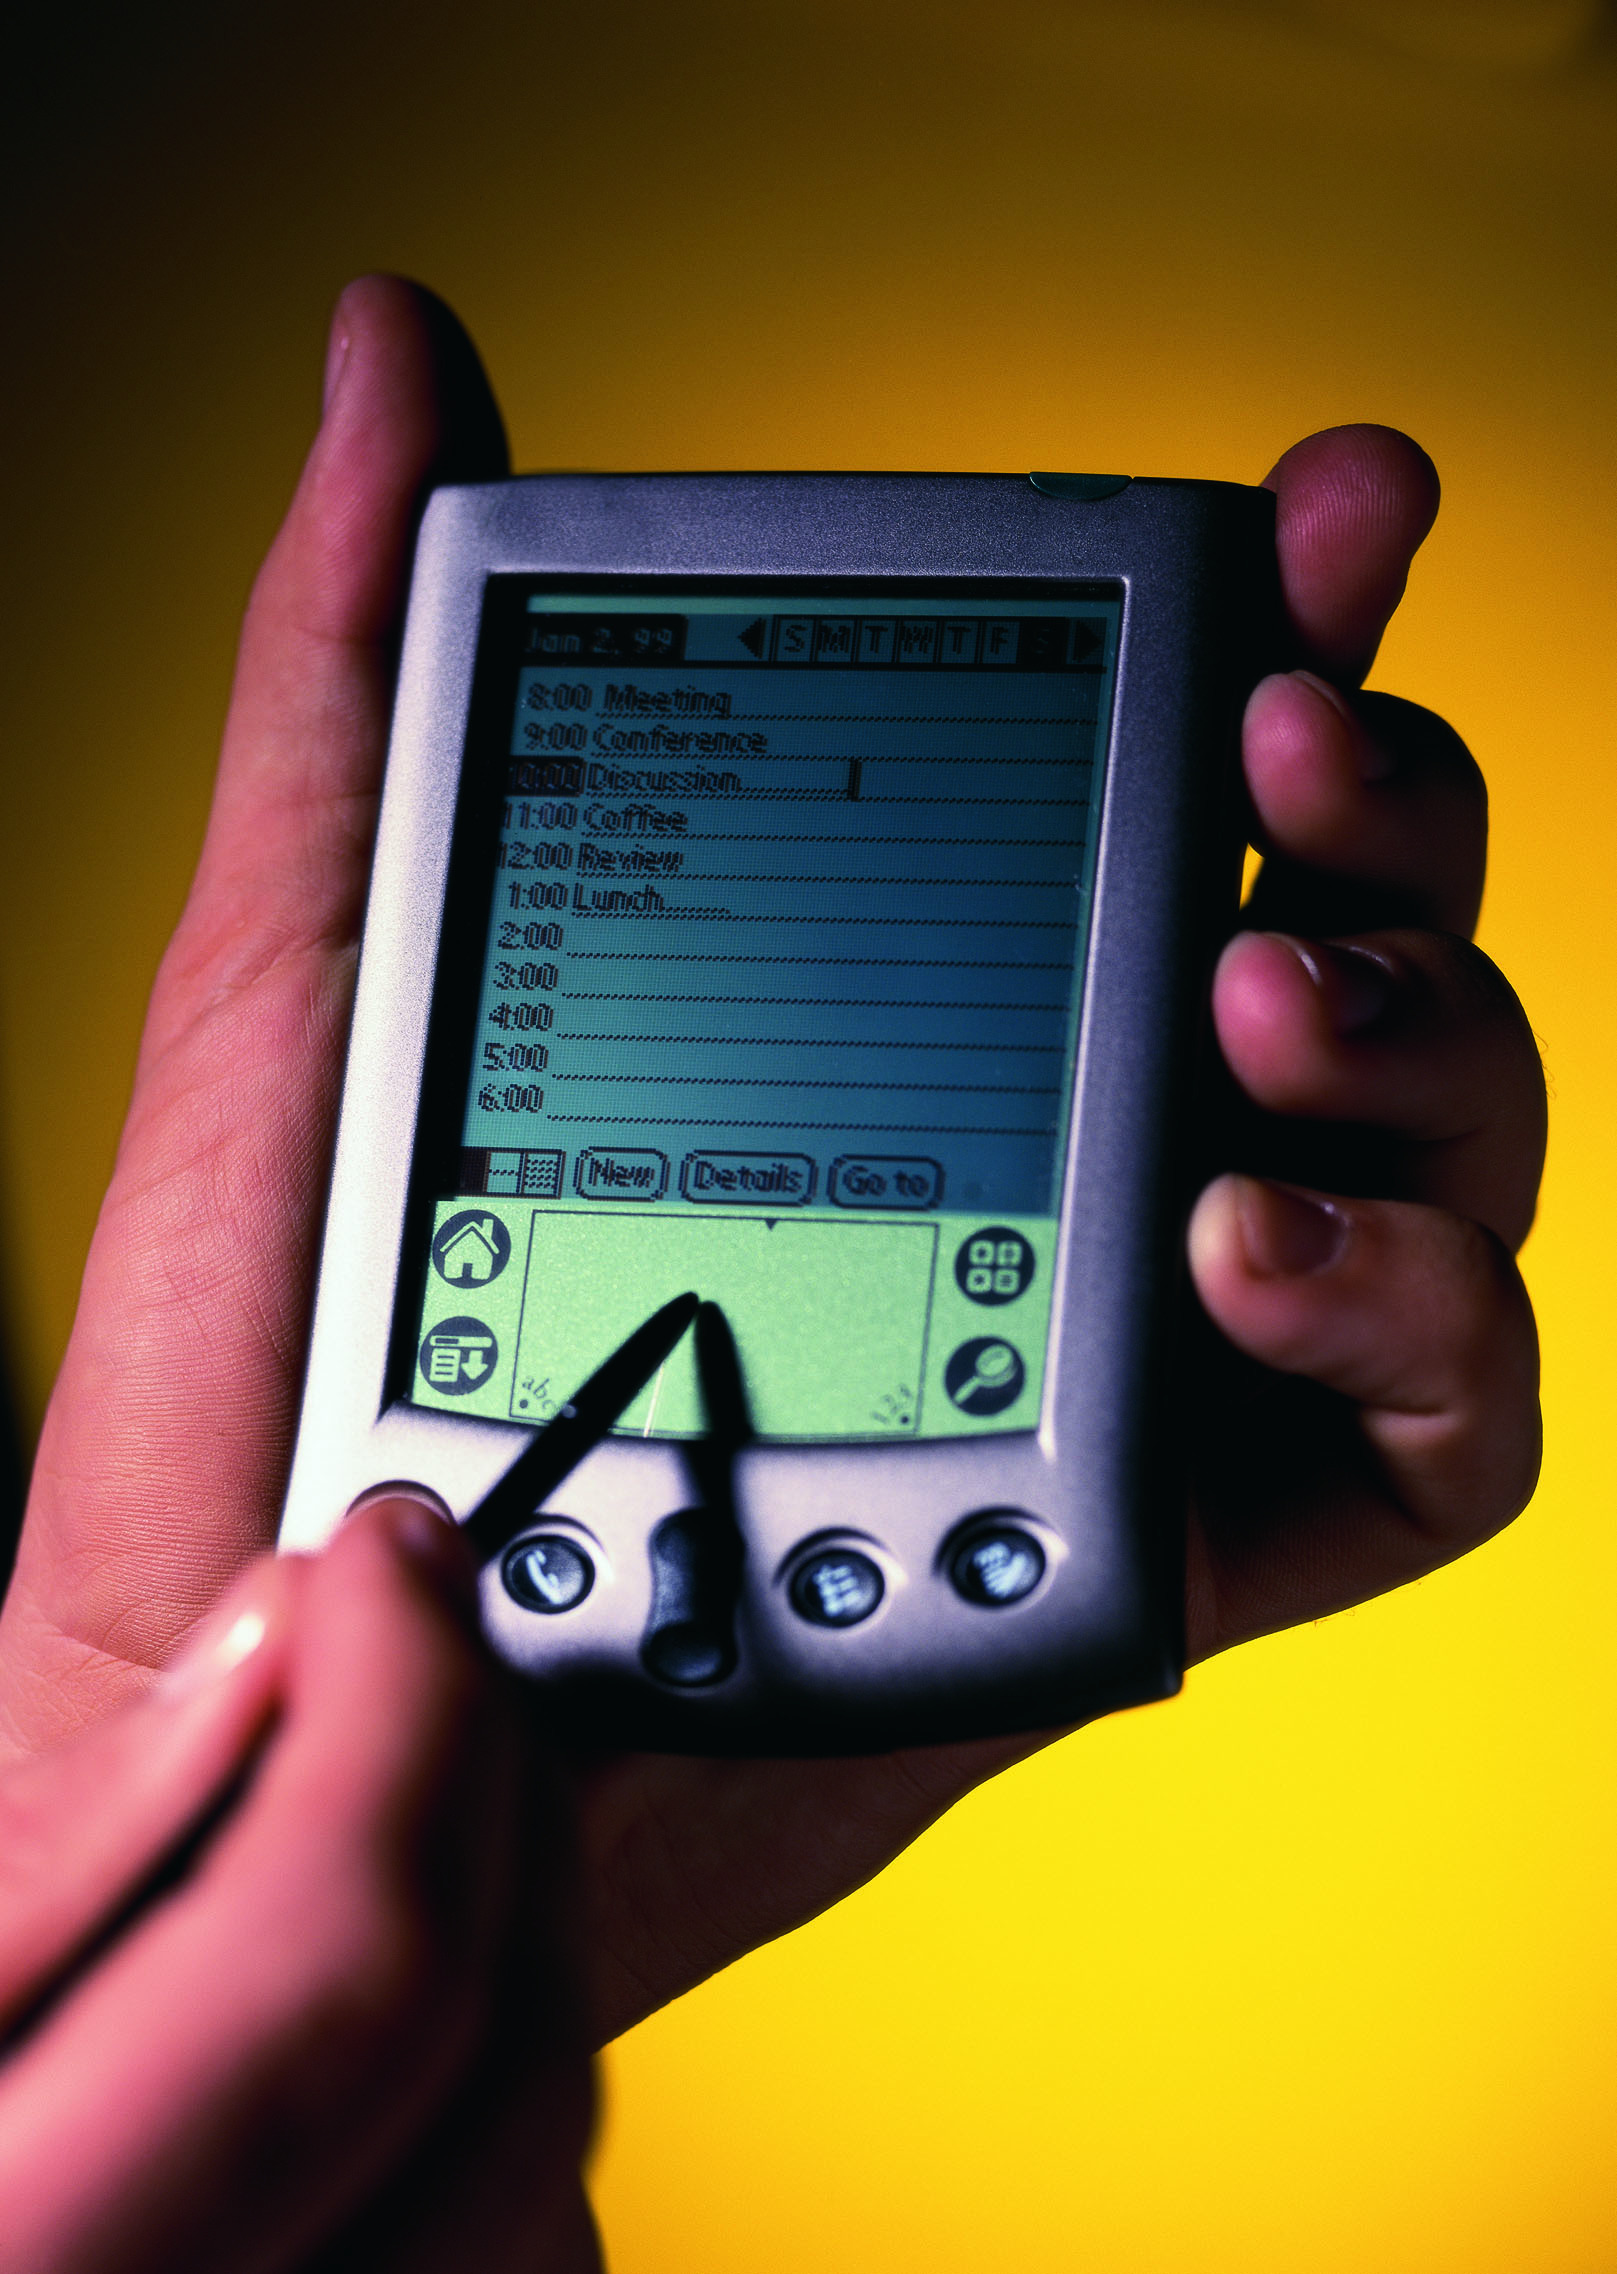 Jan 2, 99 S M T W T F S
8:00 Meeting
9:00 Conference
10:00 Discussion
11:00 Coffee
12:00 Review
1:00 Lunch
2:00
3:00
4:00
5:00
6:00
New Details Go to
abc 123